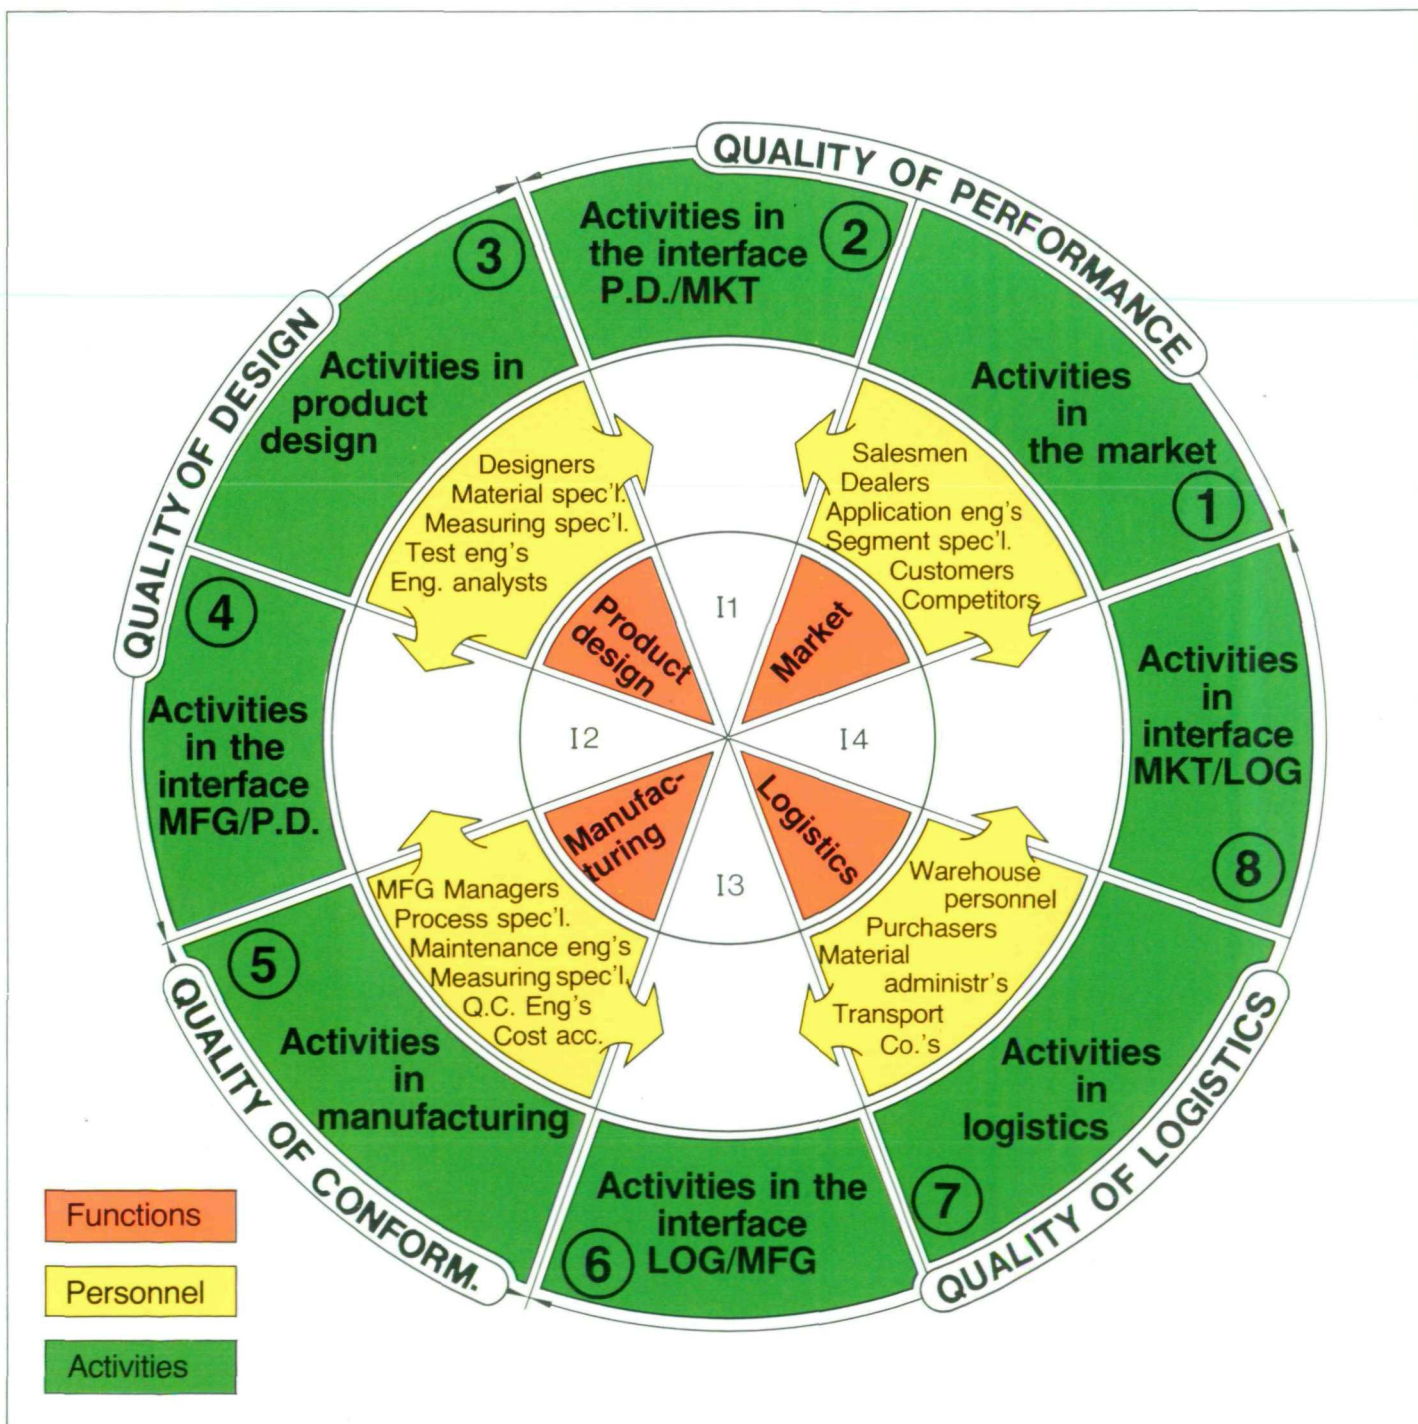 QUALITY OF PERFORMANCE
Activities in
the interface
P.D./MKT
2
3
Activities in
product
design
QUALITY OF DESIGN
Activities
in
the market
1
Designers
Material spec'l.
Measuring spec'l.
Test eng's
Eng. analysts
Salesmen
Dealers
Application eng's
Segment spec'l.
Customers
Competitors
Product
design
I1
Market
4
Activities
in the
interface
MFG/P.D.
I2
I4
Activities
in
interface
MKT/LOG
8
Manufac-
turing
I3
Logistics
MFG Managers
Process spec'l.
Maintenance eng's
Measuring spec'l.
Q.C. Eng's
Cost acc.
Warehouse
personnel
Purchasers
Material
administr's
Transport
Co.'s
5
Activities
in
manufacturing
QUALITY OF CONFORM.
Activities in the
interface
LOG/MFG
6
Activities
in
logistics
7
QUALITY OF LOGISTICS
Functions
Personnel
Activities